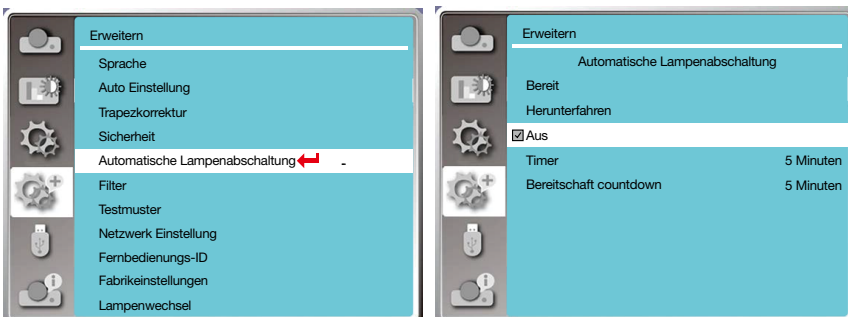 Erweitern
Sprache
Auto Einstellung
Trapezkorrektur
Sicherheit
Automatische Lampenabschaltung -
Filter
Testmuster
Netzwerk Einstellung
Fernbedienungs-ID
Fabrikeinstellungen
Lampenwechsel
Erweitern
Automatische Lampenabschaltung
Bereit
Herunterfahren
Aus
Timer 5 Minuten
Bereitschaft countdown 5 Minuten